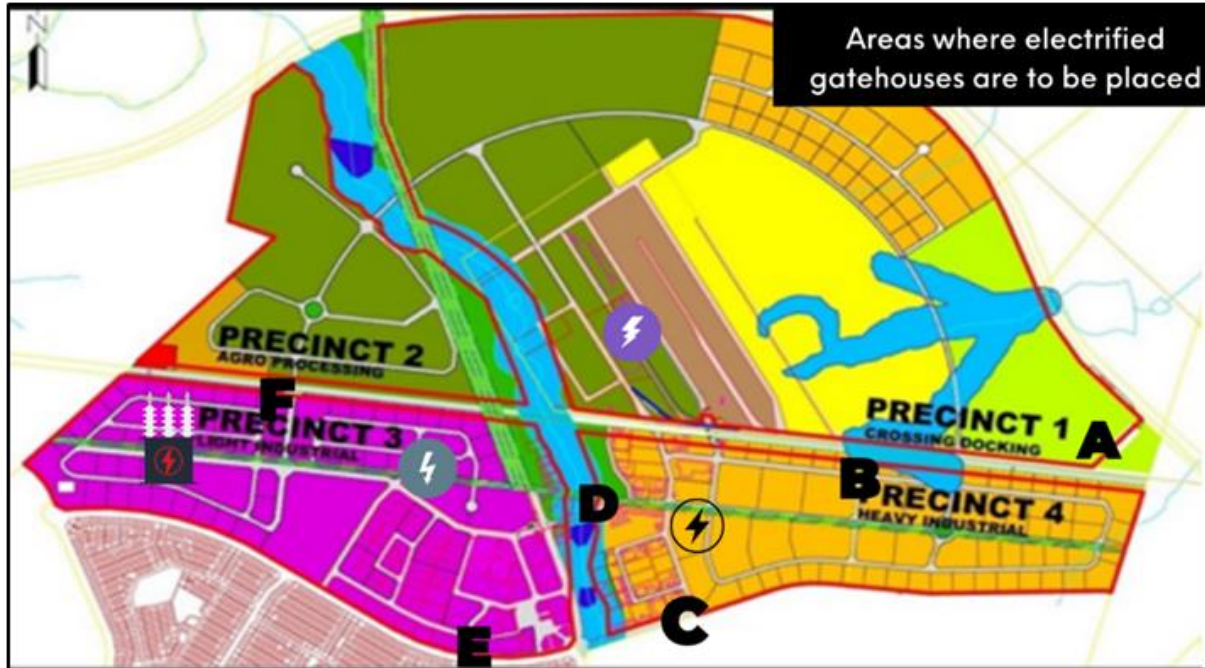 N
Areas where electrified
gatehouses are to be placed
PRECINCT 2
AGRO PROCESSING
F
PRECINCT 3
LIGHT INDUSTRIAL
PRECINCT 1
CROSSING DOCKING
A
B
PRECINCT 4
HEAVY INDUSTRIAL
D
C
E